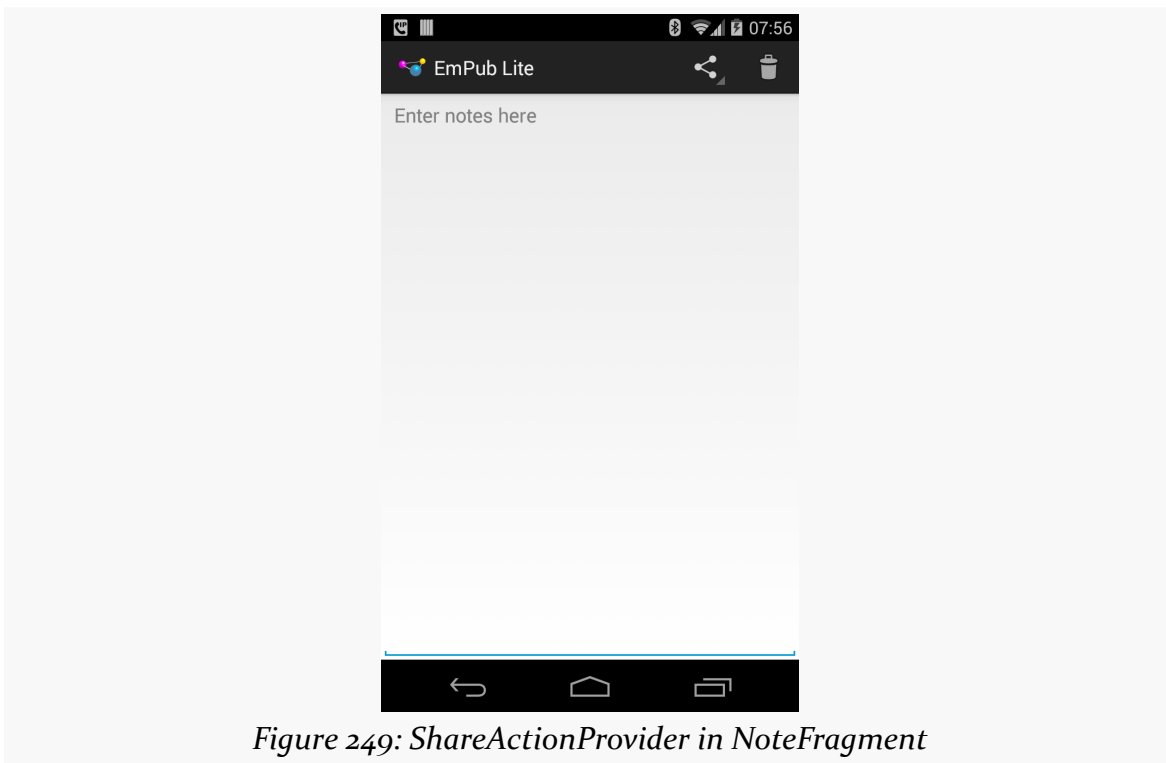 07:56
EmPub Lite
Enter notes here
Figure 249: ShareActionProvider in NoteFragment